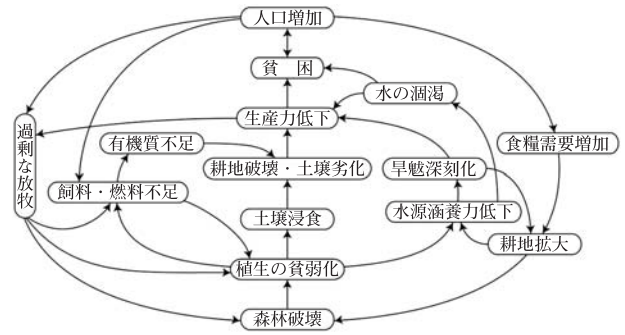 人口増加
貧 困
水の涸渇
生産力低下
過剰な放牧
有機質不足
食糧需要増加
耕地破壊・土壌劣化
旱魃深刻化
飼料・燃料不足
土壌浸食
水源涵養力低下
耕地拡大
植生の貧弱化
森林破壊